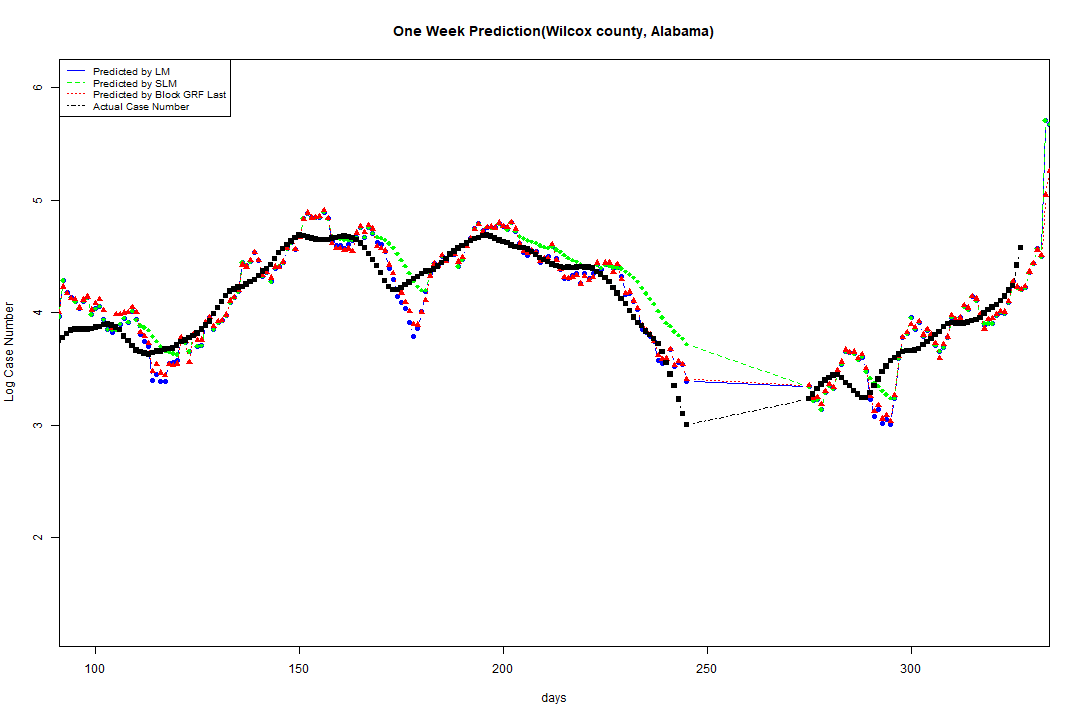 One Week Prediction(Wilcox county, Alabama)
Predicted by LM
Predicted by SLM
Predicted by Block GRF Last
Actual Case Number
6
5
4
3
2
Log Case Number
100 150 200 250 300
days